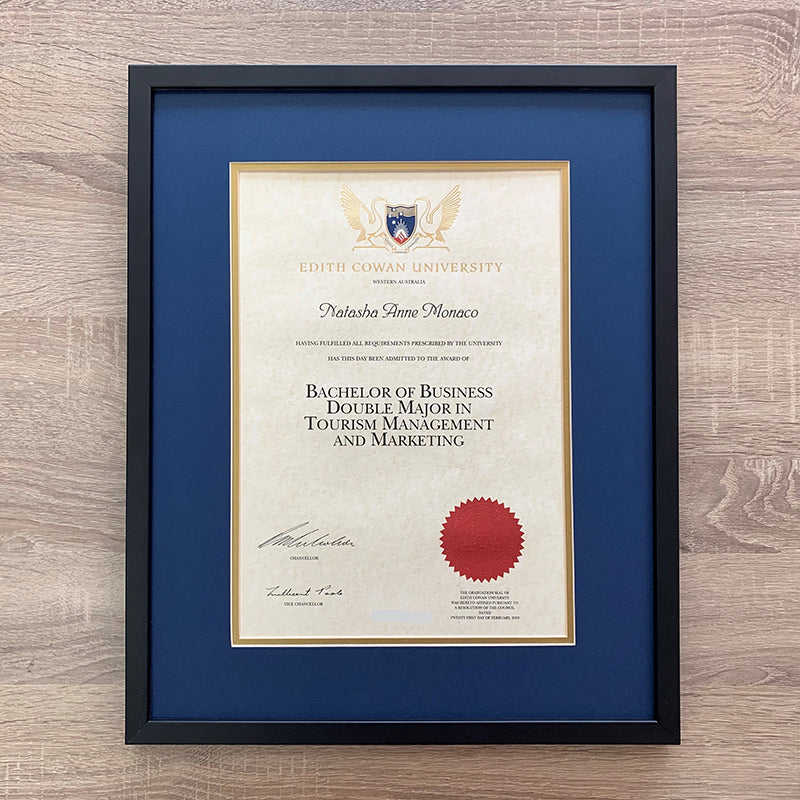 EDITH COWAN UNIVERSITY
WESTERN AUSTRALIA
Natasha Anne Monaco
HAVING FULFILLED ALL REQUIREMENTS PRESCRIBED BY THE UNIVERSITY
HAS THIS DAY BEEN ADMITTED TO THE AWARD OF
BACHELOR OF BUSINESS
DOUBLE MAJOR IN
TOURISM MANAGEMENT
AND MARKETING
CHANCELLOR
VICE CHANCELLOR
THE GRADUATION SEAL OF
EDITH COWAN UNIVERSITY
WAS HERETO AFFIXED PURSUANT TO
A RESOLUTION OF THE COUNCIL
DATED
TWENTY FIRST DAY OF FEBRUARY, 2019